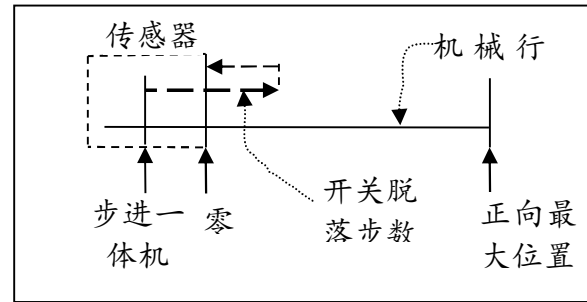 传感器
机 械 行
步进一
体机
零
开关脱
落步数
正向最
大位置